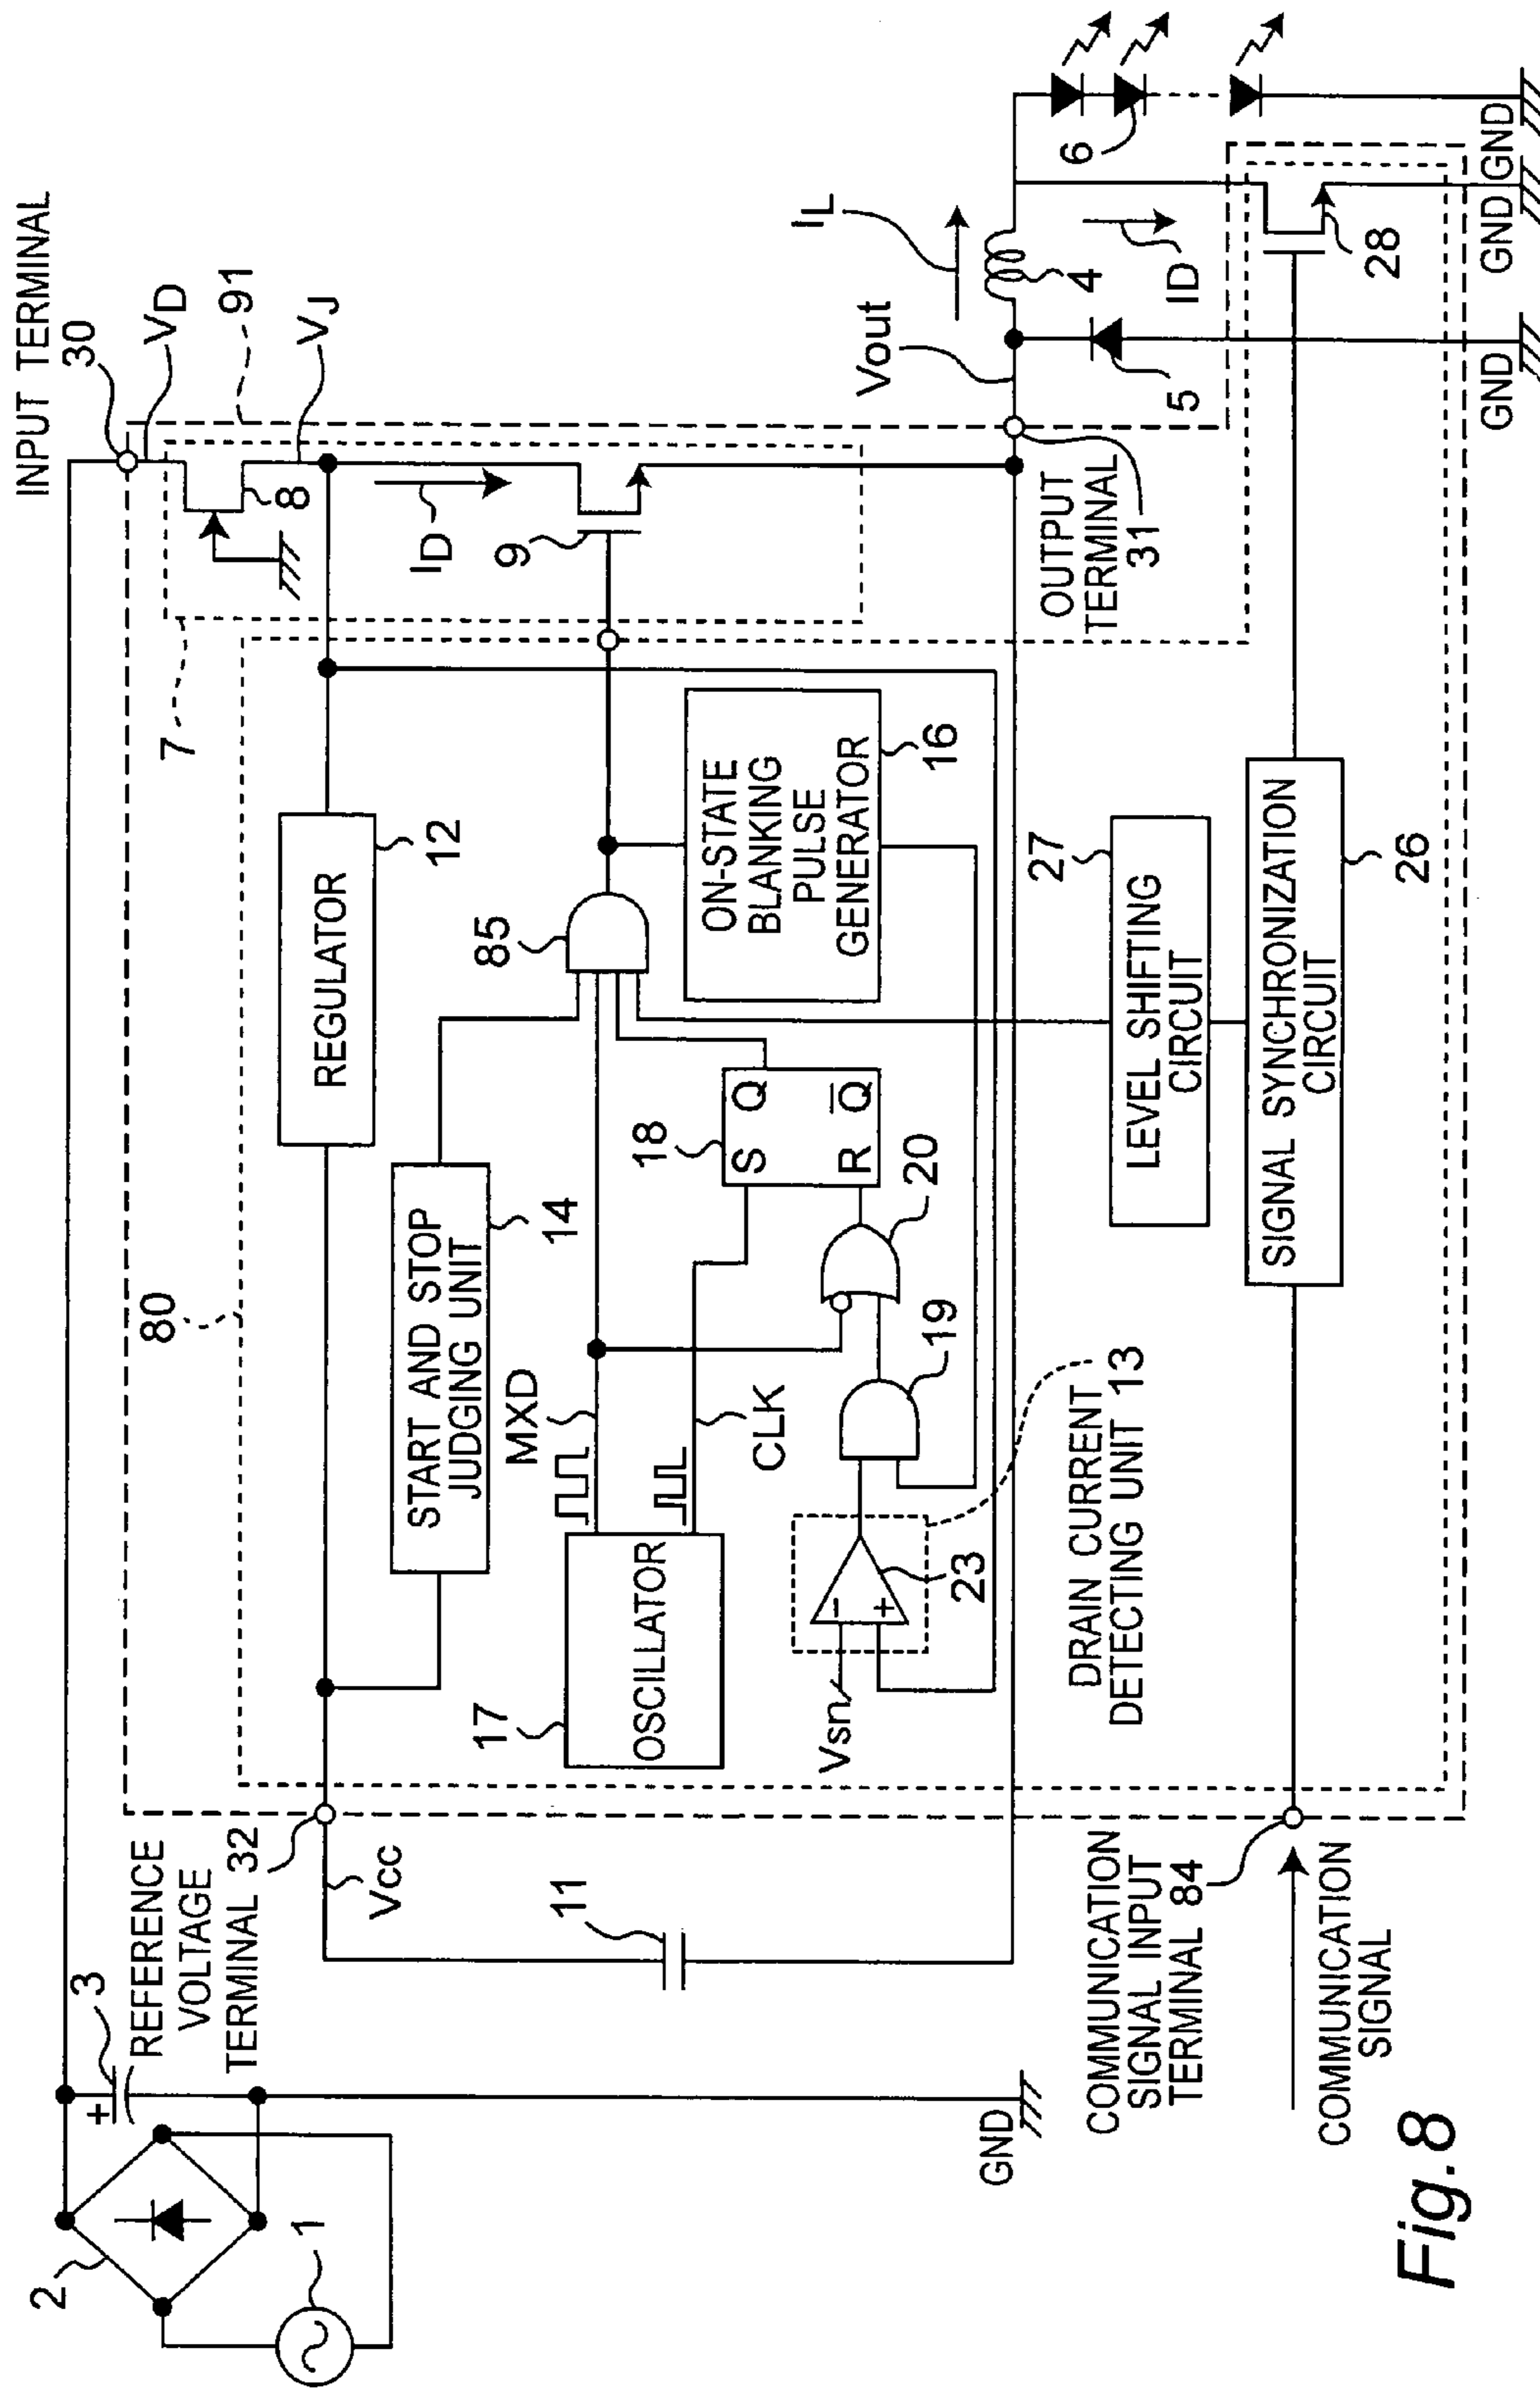 INPUT TERMINAL
30
VD
91
VJ
8
ID
9
7
REGULATOR
12
80
START AND STOP
JUDGING UNIT
14
85
ON-STATE
BLANKING
PULSE
GENERATOR
16
MXD
CLK
17
OSCILLATOR
18
S Q
R Q̅
20
19
23
-
+
Vsn
DRAIN CURRENT
DETECTING UNIT 13
OUTPUT
TERMINAL
31
Vout
IL
4
ID
5
6
GND
GND
GND
28
27
LEVEL SHIFTING
CIRCUIT
SIGNAL SYNCHRONIZATION
CIRCUIT
26
2
1
3
+
REFERENCE
VOLTAGE
TERMINAL 32
Vcc
11
GND
COMMUNICATION
SIGNAL INPUT
TERMINAL 84
COMMUNICATION
SIGNAL
Fig.8